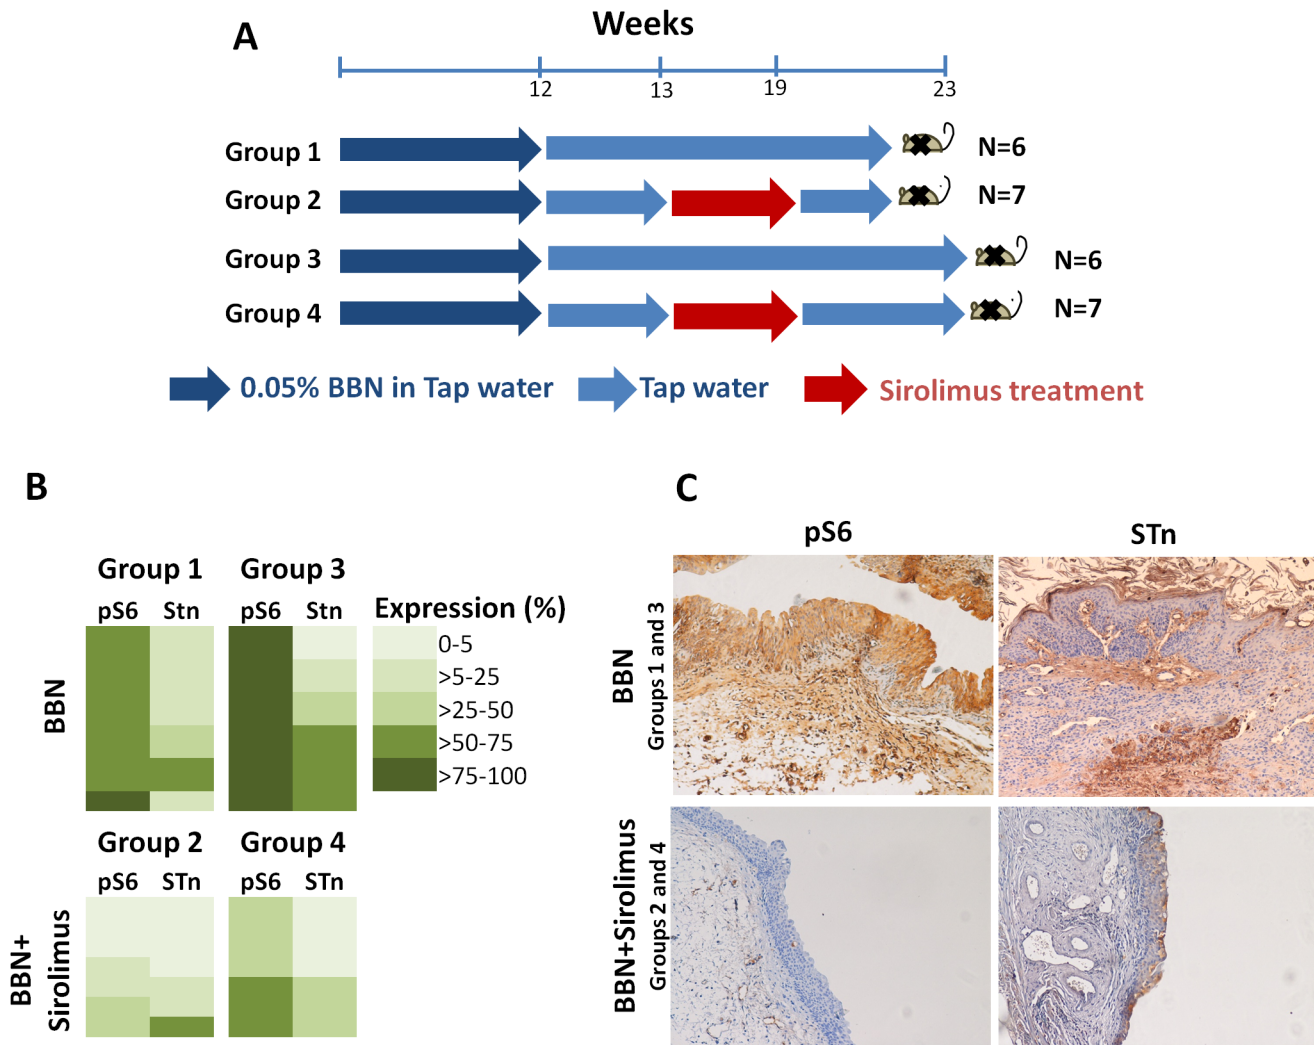 A
Weeks
12 13 19 23
Group 1 N=6
Group 2 N=7
Group 3 N=6
Group 4 N=7
0.05% BBN in Tap water Tap water Sirolimus treatment
B
Group 1 Group 3
pS6 Stn pS6 Stn
Expression (%)
0-5
>5-25
>25-50
>50-75
>75-100
BBN
Group 2 Group 4
pS6 STn pS6 STn
BBN+
Sirolimus
C
pS6 STn
BBN
Groups 1 and 3
BBN+Sirolimus
Groups 2 and 4